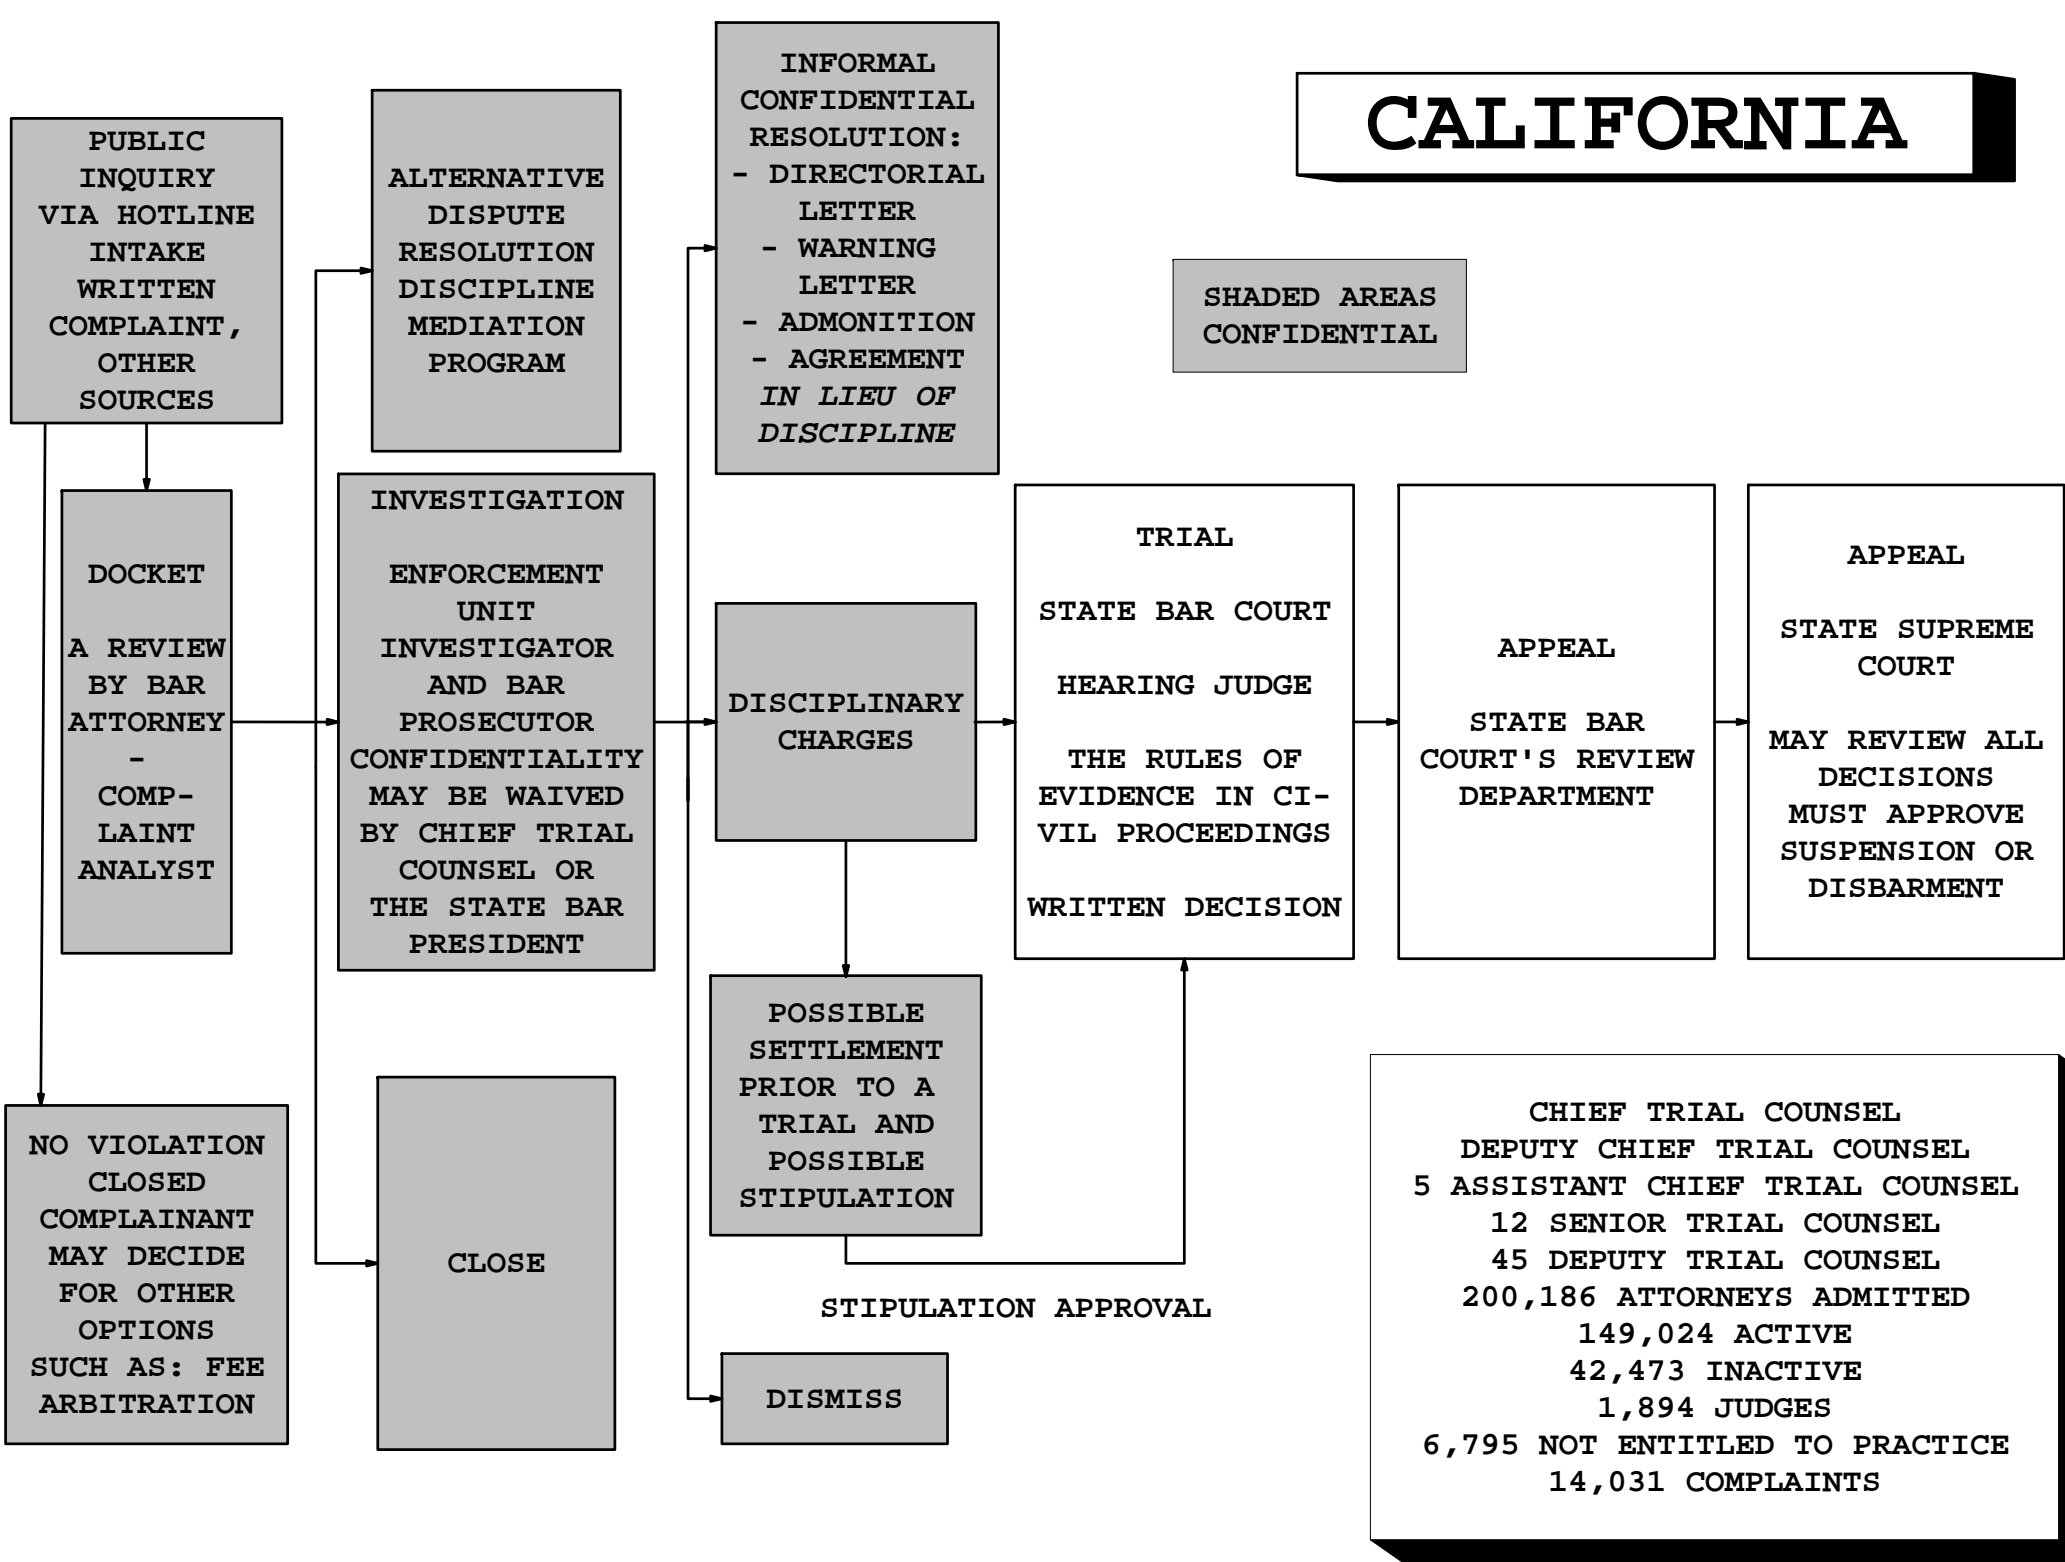 CALIFORNIA
PUBLIC
INQUIRY
VIA HOTLINE
INTAKE
WRITTEN
COMPLAINT,
OTHER
SOURCES
ALTERNATIVE
DISPUTE
RESOLUTION
DISCIPLINE
MEDIATION
PROGRAM
INFORMAL
CONFIDENTIAL
RESOLUTION:
- DIRECTORIAL
LETTER
- WARNING
LETTER
- ADMONITION
- AGREEMENT
IN LIEU OF
DISCIPLINE
SHADED AREAS
CONFIDENTIAL
DOCKET
A REVIEW
BY BAR
ATTORNEY
-
COMP-
LAINT
ANALYST
INVESTIGATION
ENFORCEMENT
UNIT
INVESTIGATOR
AND BAR
PROSECUTOR
CONFIDENTIALITY
MAY BE WAIVED
BY CHIEF TRIAL
COUNSEL OR
THE STATE BAR
PRESIDENT
DISCIPLINARY
CHARGES
TRIAL
STATE BAR COURT
HEARING JUDGE
THE RULES OF
EVIDENCE IN CI-
VIL PROCEEDINGS
WRITTEN DECISION
APPEAL
STATE BAR
COURT'S REVIEW
DEPARTMENT
APPEAL
STATE SUPREME
COURT
MAY REVIEW ALL
DECISIONS
MUST APPROVE
SUSPENSION OR
DISBARMENT
NO VIOLATION
CLOSED
COMPLAINANT
MAY DECIDE
FOR OTHER
OPTIONS
SUCH AS: FEE
ARBITRATION
CLOSE
POSSIBLE
SETTLEMENT
PRIOR TO A
TRIAL AND
POSSIBLE
STIPULATION
STIPULATION APPROVAL
DISMISS
CHIEF TRIAL COUNSEL
DEPUTY CHIEF TRIAL COUNSEL
5 ASSISTANT CHIEF TRIAL COUNSEL
12 SENIOR TRIAL COUNSEL
45 DEPUTY TRIAL COUNSEL
200,186 ATTORNEYS ADMITTED
149,024 ACTIVE
42,473 INACTIVE
1,894 JUDGES
6,795 NOT ENTITLED TO PRACTICE
14,031 COMPLAINTS